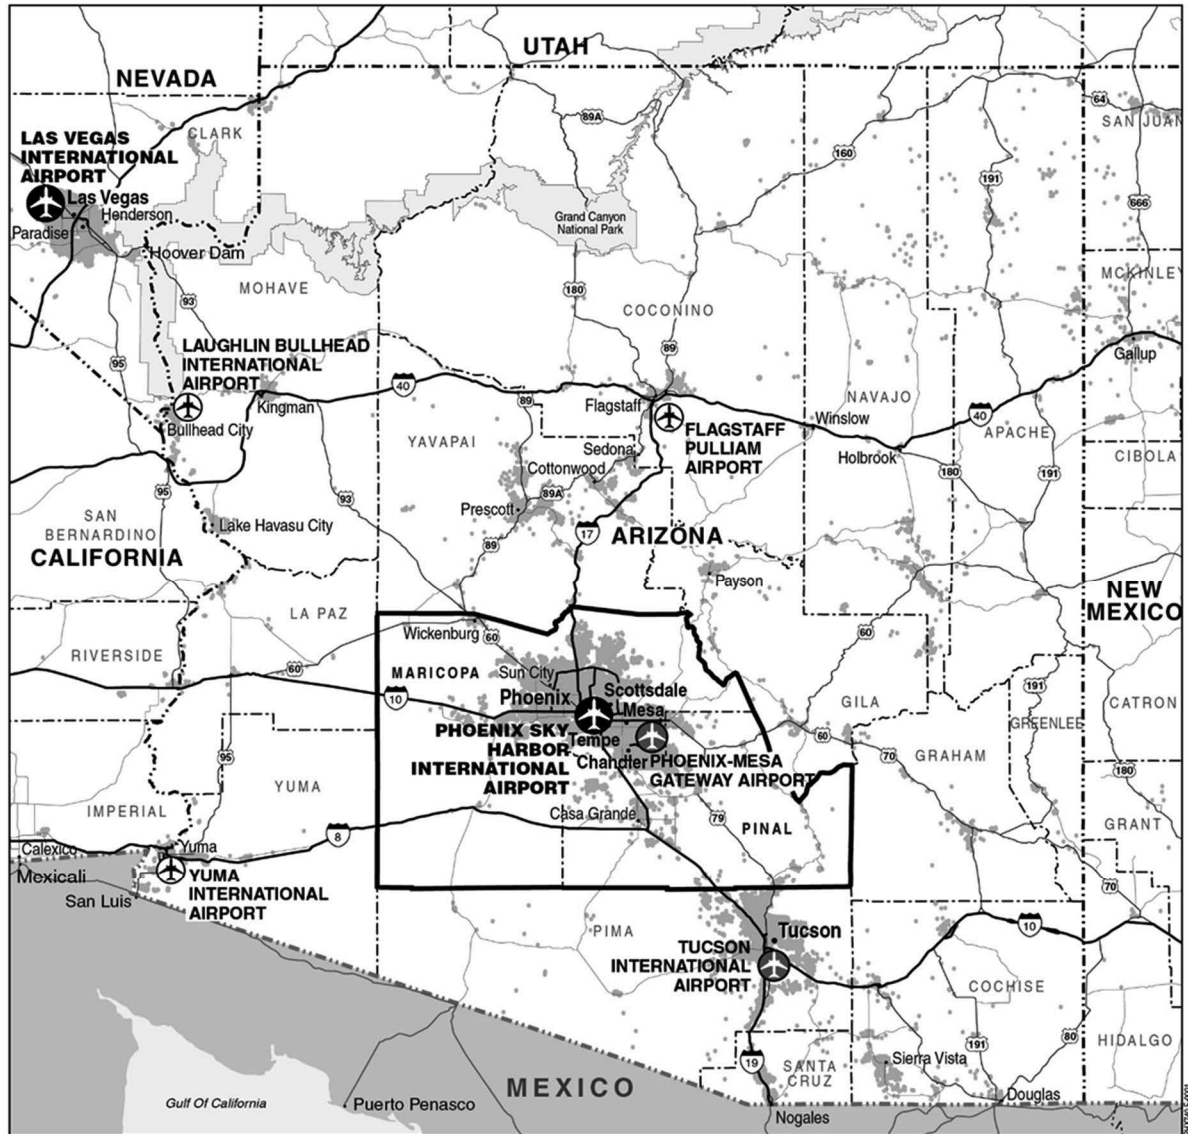 UTAH
NEVADA
CLARK
LAS VEGAS
INTERNATIONAL
AIRPORT
Las Vegas
Henderson
Paradise
Hoover Dam
89A
64
SAN JUAN
160
191
666
Grand Canyon
National Park
MOHAVE
93
180
COCONINO
MCKINLEY
95
LAUGHLIN BULLHEAD
INTERNATIONAL
AIRPORT
89
Gallup
40
Kingman
Bullhead City
89
Flagstaff
FLAGSTAFF
PULLIAM
AIRPORT
NAVAJO
Winslow
40
APACHE
Holbrook
YAVAPAI
Sedona
Cottonwood
CIBOLA
180
191
95
93
89A
Prescott
SAN
BERNARDINO
CALIFORNIA
Lake Havasu City
17
ARIZONA
89
Payson
NEW
MEXICO
LA PAZ
Wickenburg
60
60
RIVERSIDE
60
MARICOPA
Sun City
10
Phoenix
Scottsdale
Mesa
191
GILA
GREENLEE
CATRON
PHOENIX SKY
HARBOR
INTERNATIONAL
AIRPORT
Tempe
Chandler
PHOENIX-MESA
GATEWAY AIRPORT
60
70
GRAHAM
95
180
YUMA
IMPERIAL
Casa Grande
79
PINAL
GRANT
8
Calexico
Yuma
Mexicali
YUMA
INTERNATIONAL
AIRPORT
San Luis
70
PIMA
Tucson
TUCSON
INTERNATIONAL
AIRPORT
10
COCHISE
191
80
HIDALGO
19
SANTA
CRUZ
Sierra Vista
MEXICO
Gulf Of California
Puerto Penasco
Nogales
Douglas